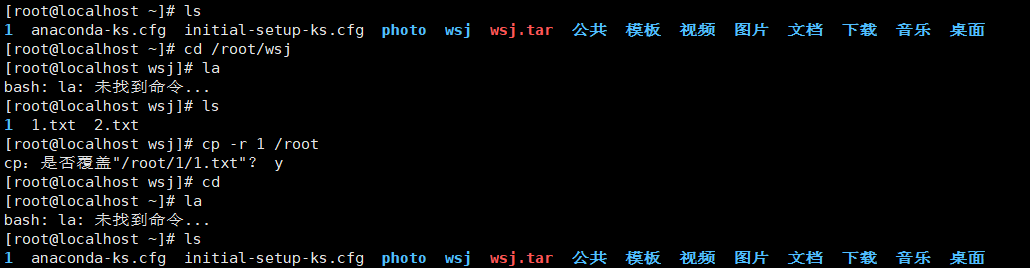 [root@localhost ~]# ls
1  anaconda-ks.cfg  initial-setup-ks.cfg  photo  wsj  wsj.tar  公共  模板  视频  图片  文档  下载  音乐  桌面
[root@localhost ~]# cd /root/wsj
[root@localhost wsj]# la
bash: la: 未找到命令...
[root@localhost wsj]# ls
1  1.txt  2.txt
[root@localhost wsj]# cp -r 1 /root
cp：是否覆盖"/root/1/1.txt"？ y
[root@localhost wsj]# cd
[root@localhost ~]# la
bash: la: 未找到命令...
[root@localhost ~]# ls
1  anaconda-ks.cfg  initial-setup-ks.cfg  photo  wsj  wsj.tar  公共  模板  视频  图片  文档  下载  音乐  桌面